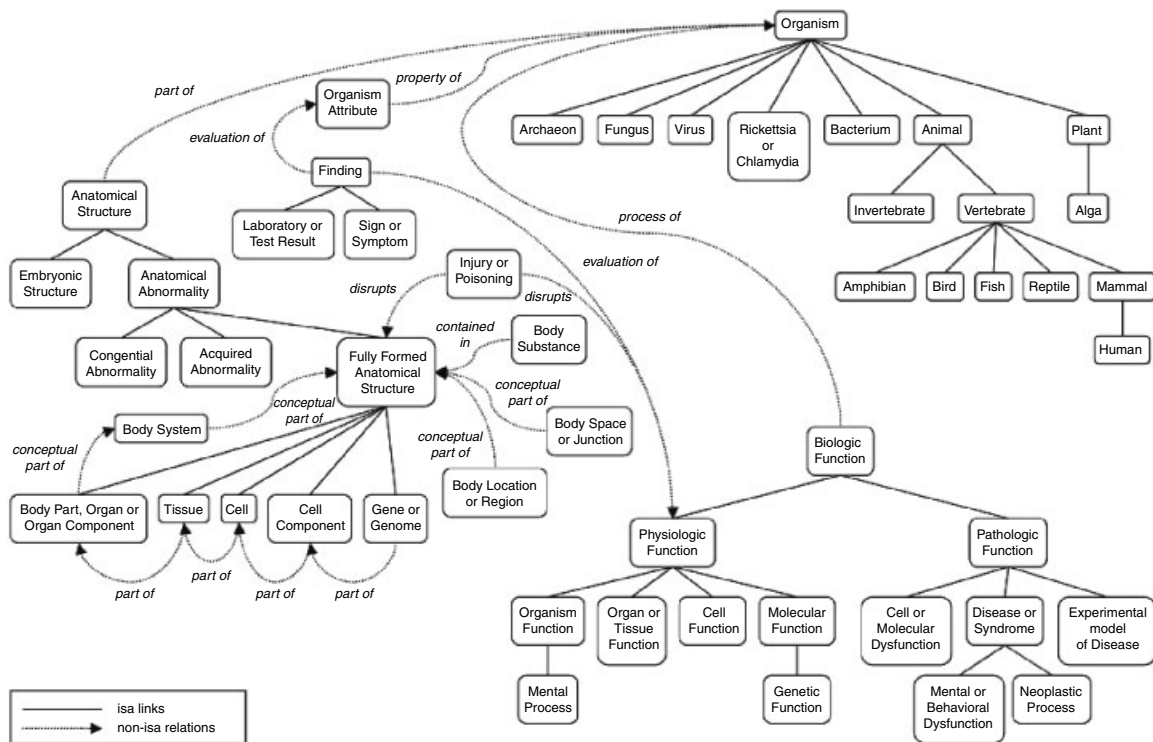 Organism
part of
property of
Organism
Attribute
evaluation of
Archaeon
Fungus
Virus
Rickettsia
or
Chlamydia
Bacterium
Animal
Plant
Finding
Anatomical
Structure
Laboratory or
Test Result
Sign or
Symptom
process of
Invertebrate
Vertebrate
Alga
Embryonic
Structure
Anatomical
Abnormality
Injury or
Poisoning
evaluation of
disrupts
disrupts
Amphibian
Bird
Fish
Reptile
Mammal
Human
Congential
Abnormality
Acquired
Abnormality
Fully Formed
Anatomical
Structure
contained
in
Body
Substance
conceptual
part of
Body Space
or Junction
conceptual
part of
Body System
conceptual
part of
conceptual
part of
Body Location
or Region
Biologic
Function
Body Part, Organ or
Organ Component
Tissue
Cell
Cell
Component
Gene or
Genome
part of
part of
part of
part of
Physiologic
Function
Pathologic
Function
Organism
Function
Organ or
Tissue
Function
Cell
Function
Molecular
Function
Cell or
Molecular
Dysfunction
Disease or
Syndrome
Experimental
model
of Disease
Mental
Process
Genetic
Function
Mental or
Behavioral
Dysfunction
Neoplastic
Process
isa links
non-isa relations